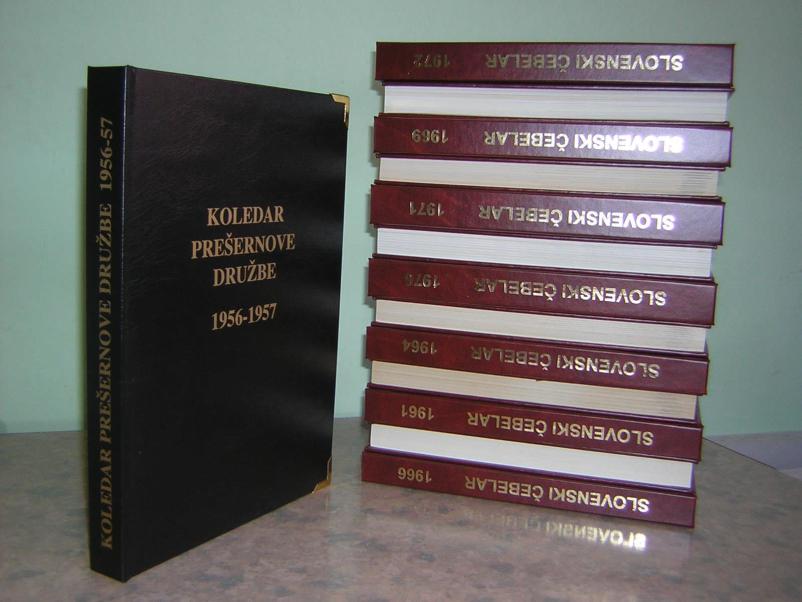 KOLEDAR PREŠERNOVE DRUŽBE 1956-57
KOLEDAR
PREŠERNOVE
DRUŽBE
1956-1957
SLOVENSKI ČEBELAR 1972
SLOVENSKI ČEBELAR 1969
SLOVENSKI ČEBELAR 1971
SLOVENSKI ČEBELAR 1975
SLOVENSKI ČEBELAR 1964
SLOVENSKI ČEBELAR 1961
SLOVENSKI ČEBELAR 1966